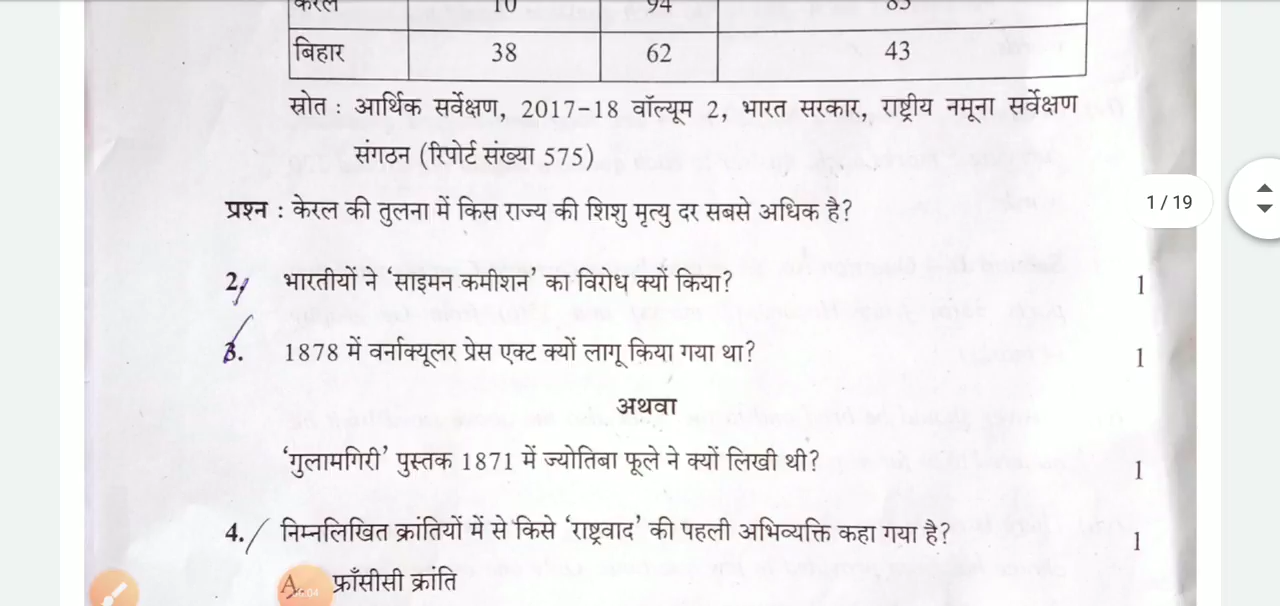 केरल 10 94 83
बिहार 38 62 43
स्रोत : आर्थिक सर्वेक्षण, 2017-18 वॉल्यूम 2, भारत सरकार, राष्ट्रीय नमूना सर्वेक्षण
संगठन (रिपोर्ट संख्या 575)
1/19
प्रश्न : केरल की तुलना में किस राज्य की शिशु मृत्यु दर सबसे अधिक है?
2. भारतीयों ने ‘साइमन कमीशन’ का विरोध क्यों किया? 1
3. 1878 में वर्नाक्यूलर प्रेस एक्ट क्यों लागू किया गया था? 1
अथवा
‘गुलामगिरी’ पुस्तक 1871 में ज्योतिबा फूले ने क्यों लिखी थी? 1
4. निम्नलिखित क्रांतियों में से किसे ‘राष्ट्रवाद’ की पहली अभिव्यक्ति कहा गया है? 1
A. फ्राँसीसी क्रांति